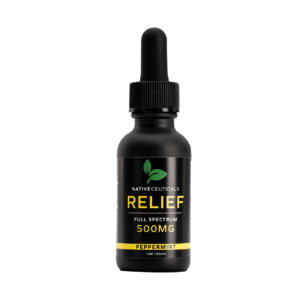 NATIVECEUTICALS
RELIEF
FULL SPECTRUM
500MG
PEPPERMINT